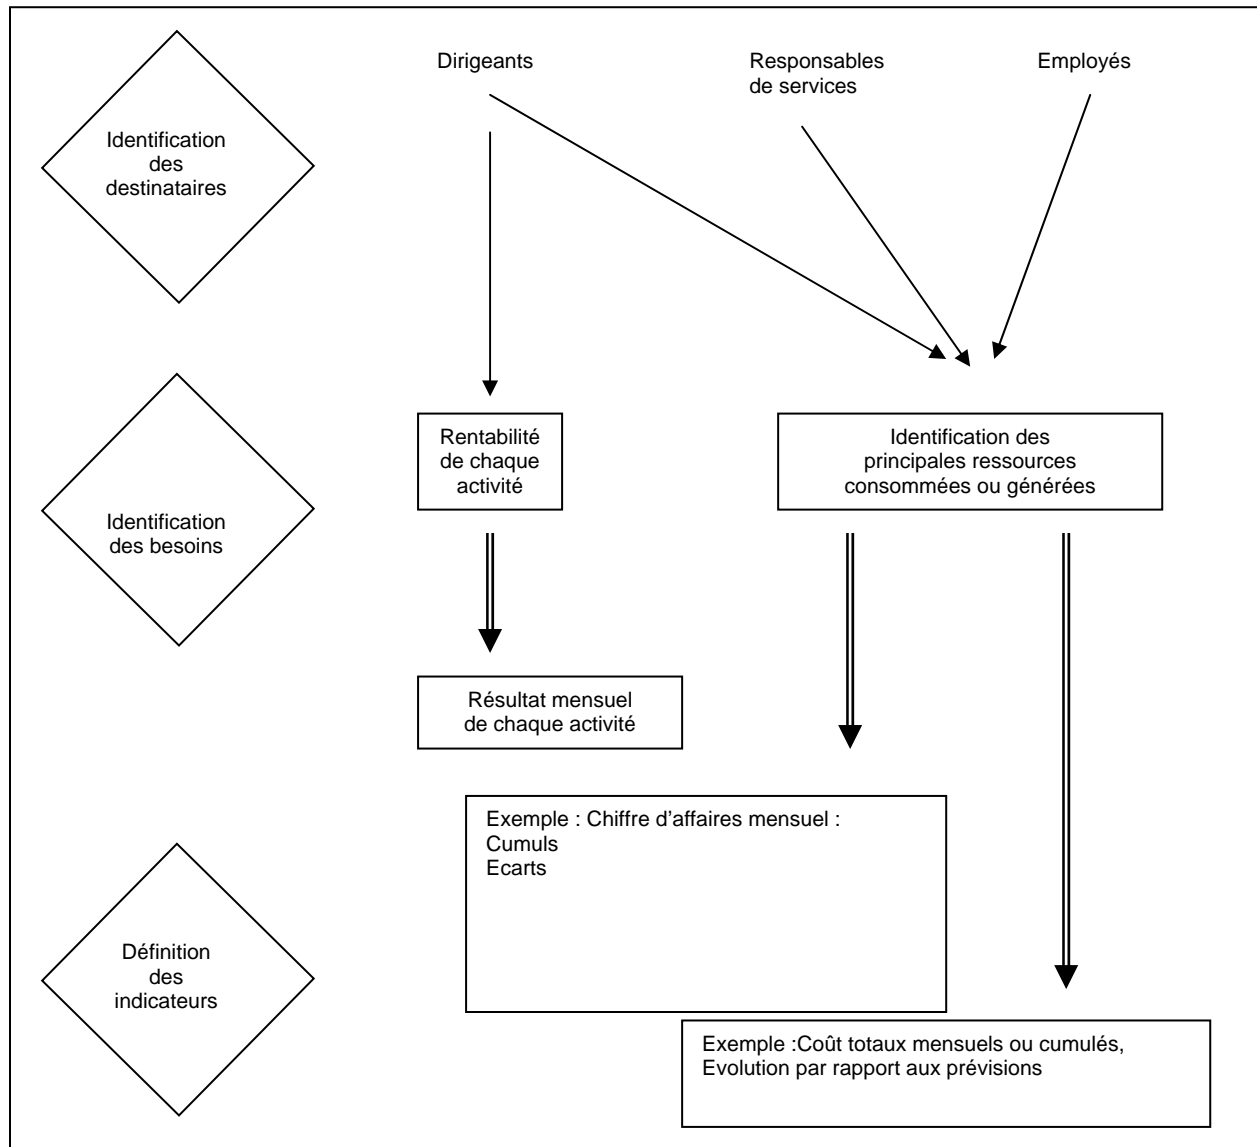 Dirigeants
Responsables
de services
Employés
Identification
des
destinataires
Rentabilité
de chaque
activité
Identification des
principales ressources
consommées ou générées
Identification
des besoins
Résultat mensuel
de chaque activité
Exemple : Chiffre d'affaires mensuel :
Cumuls
Ecarts
Définition
des
indicateurs
Exemple :Coût totaux mensuels ou cumulés,
Evolution par rapport aux prévisions